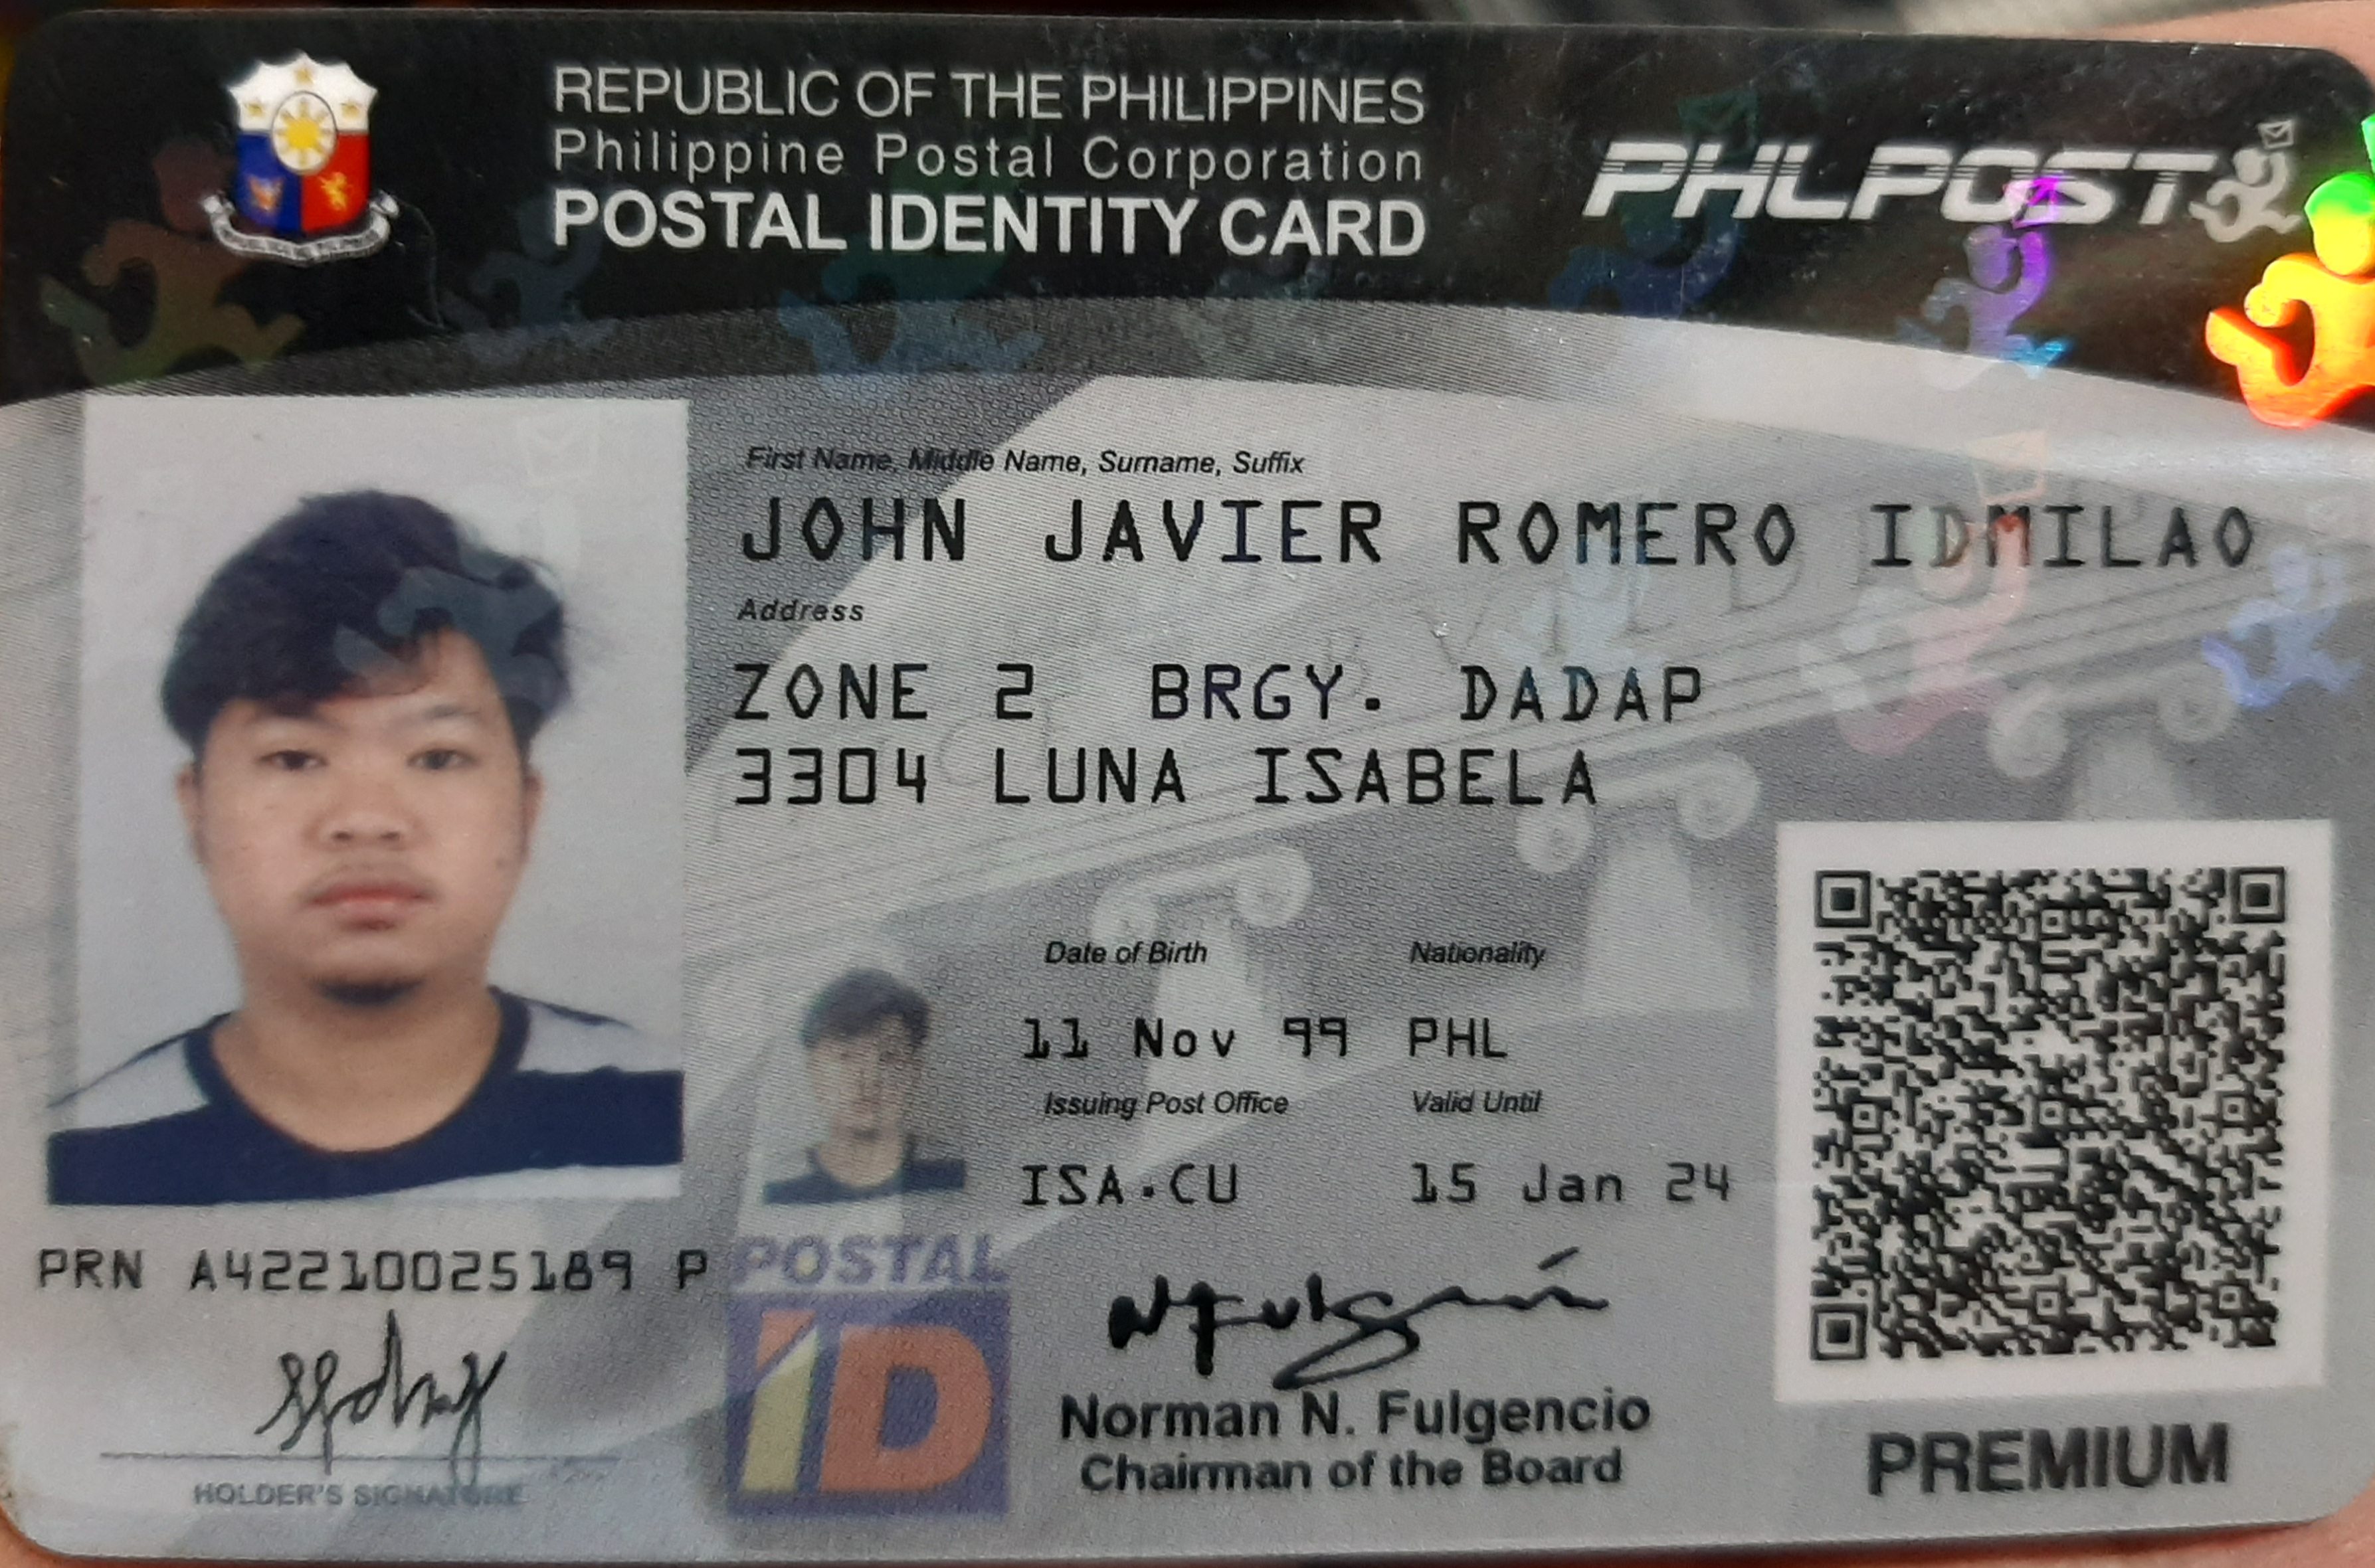 REPUBLIC OF THE PHILIPPINES
Philippine Postal Corporation
POSTAL IDENTITY CARD
PHLPOST
First Name, Middle Name, Surname, Suffix
JOHN JAVIER ROMERO IDMILAO
Address
ZONE 2 BRGY. DADAP
3304 LUNA ISABELA
Date of Birth Nationality
11 Nov 99 PHL
Issuing Post Office Valid Until
ISA.CU 15 Jan 24
PRN A42210025189 P
POSTAL
iD
HOLDER'S SIGNATURE
Norman N. Fulgencio
Chairman of the Board
PREMIUM